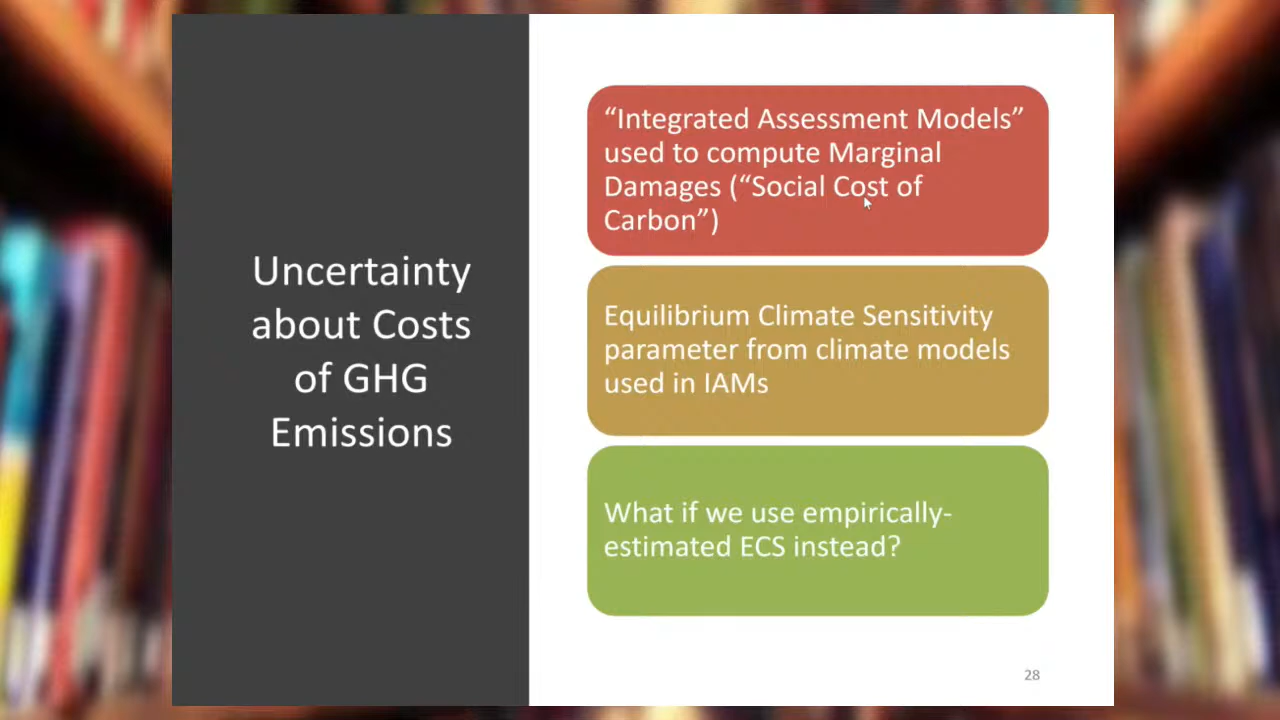 Uncertainty
about Costs
of GHG
Emissions
“Integrated Assessment Models”
used to compute Marginal
Damages (“Social Cost of
Carbon”)
Equilibrium Climate Sensitivity
parameter from climate models
used in IAMs
What if we use empirically-
estimated ECS instead?
28